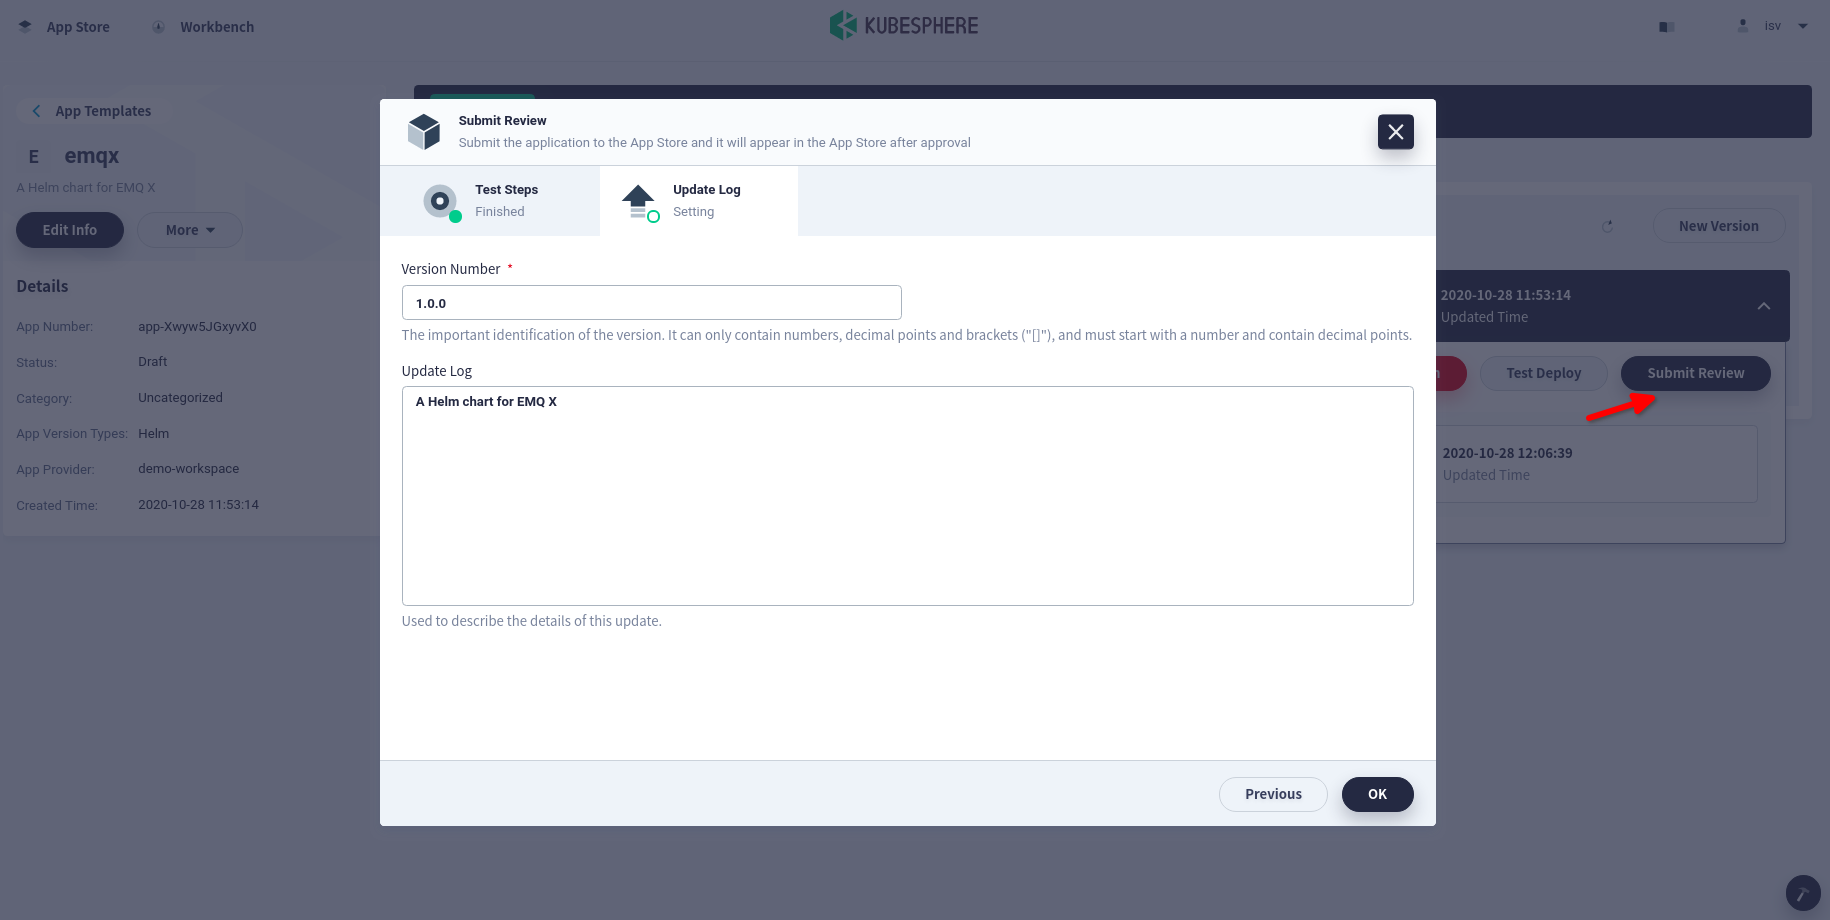 App Store
Workbench
KUBESPHERE
isv
App Templates
E
emqx
A Helm chart for EMQ X
Edit Info
More
Details
App Number: app-Xwyw5JGxyvX0
Status: Draft
Category: Uncategorized
App Version Types: Helm
App Provider: demo-workspace
Created Time: 2020-10-28 11:53:14
Submit Review
Submit the application to the App Store and it will appear in the App Store after approval
Test Steps
Finished
Update Log
Setting
Version Number *
1.0.0
The important identification of the version. It can only contain numbers, decimal points and brackets ("[]"), and must start with a number and contain decimal points.
Update Log
A Helm chart for EMQ X
Used to describe the details of this update.
Previous
OK
New Version
2020-10-28 11:53:14
Updated Time
Test Deploy
Submit Review
2020-10-28 12:06:39
Updated Time